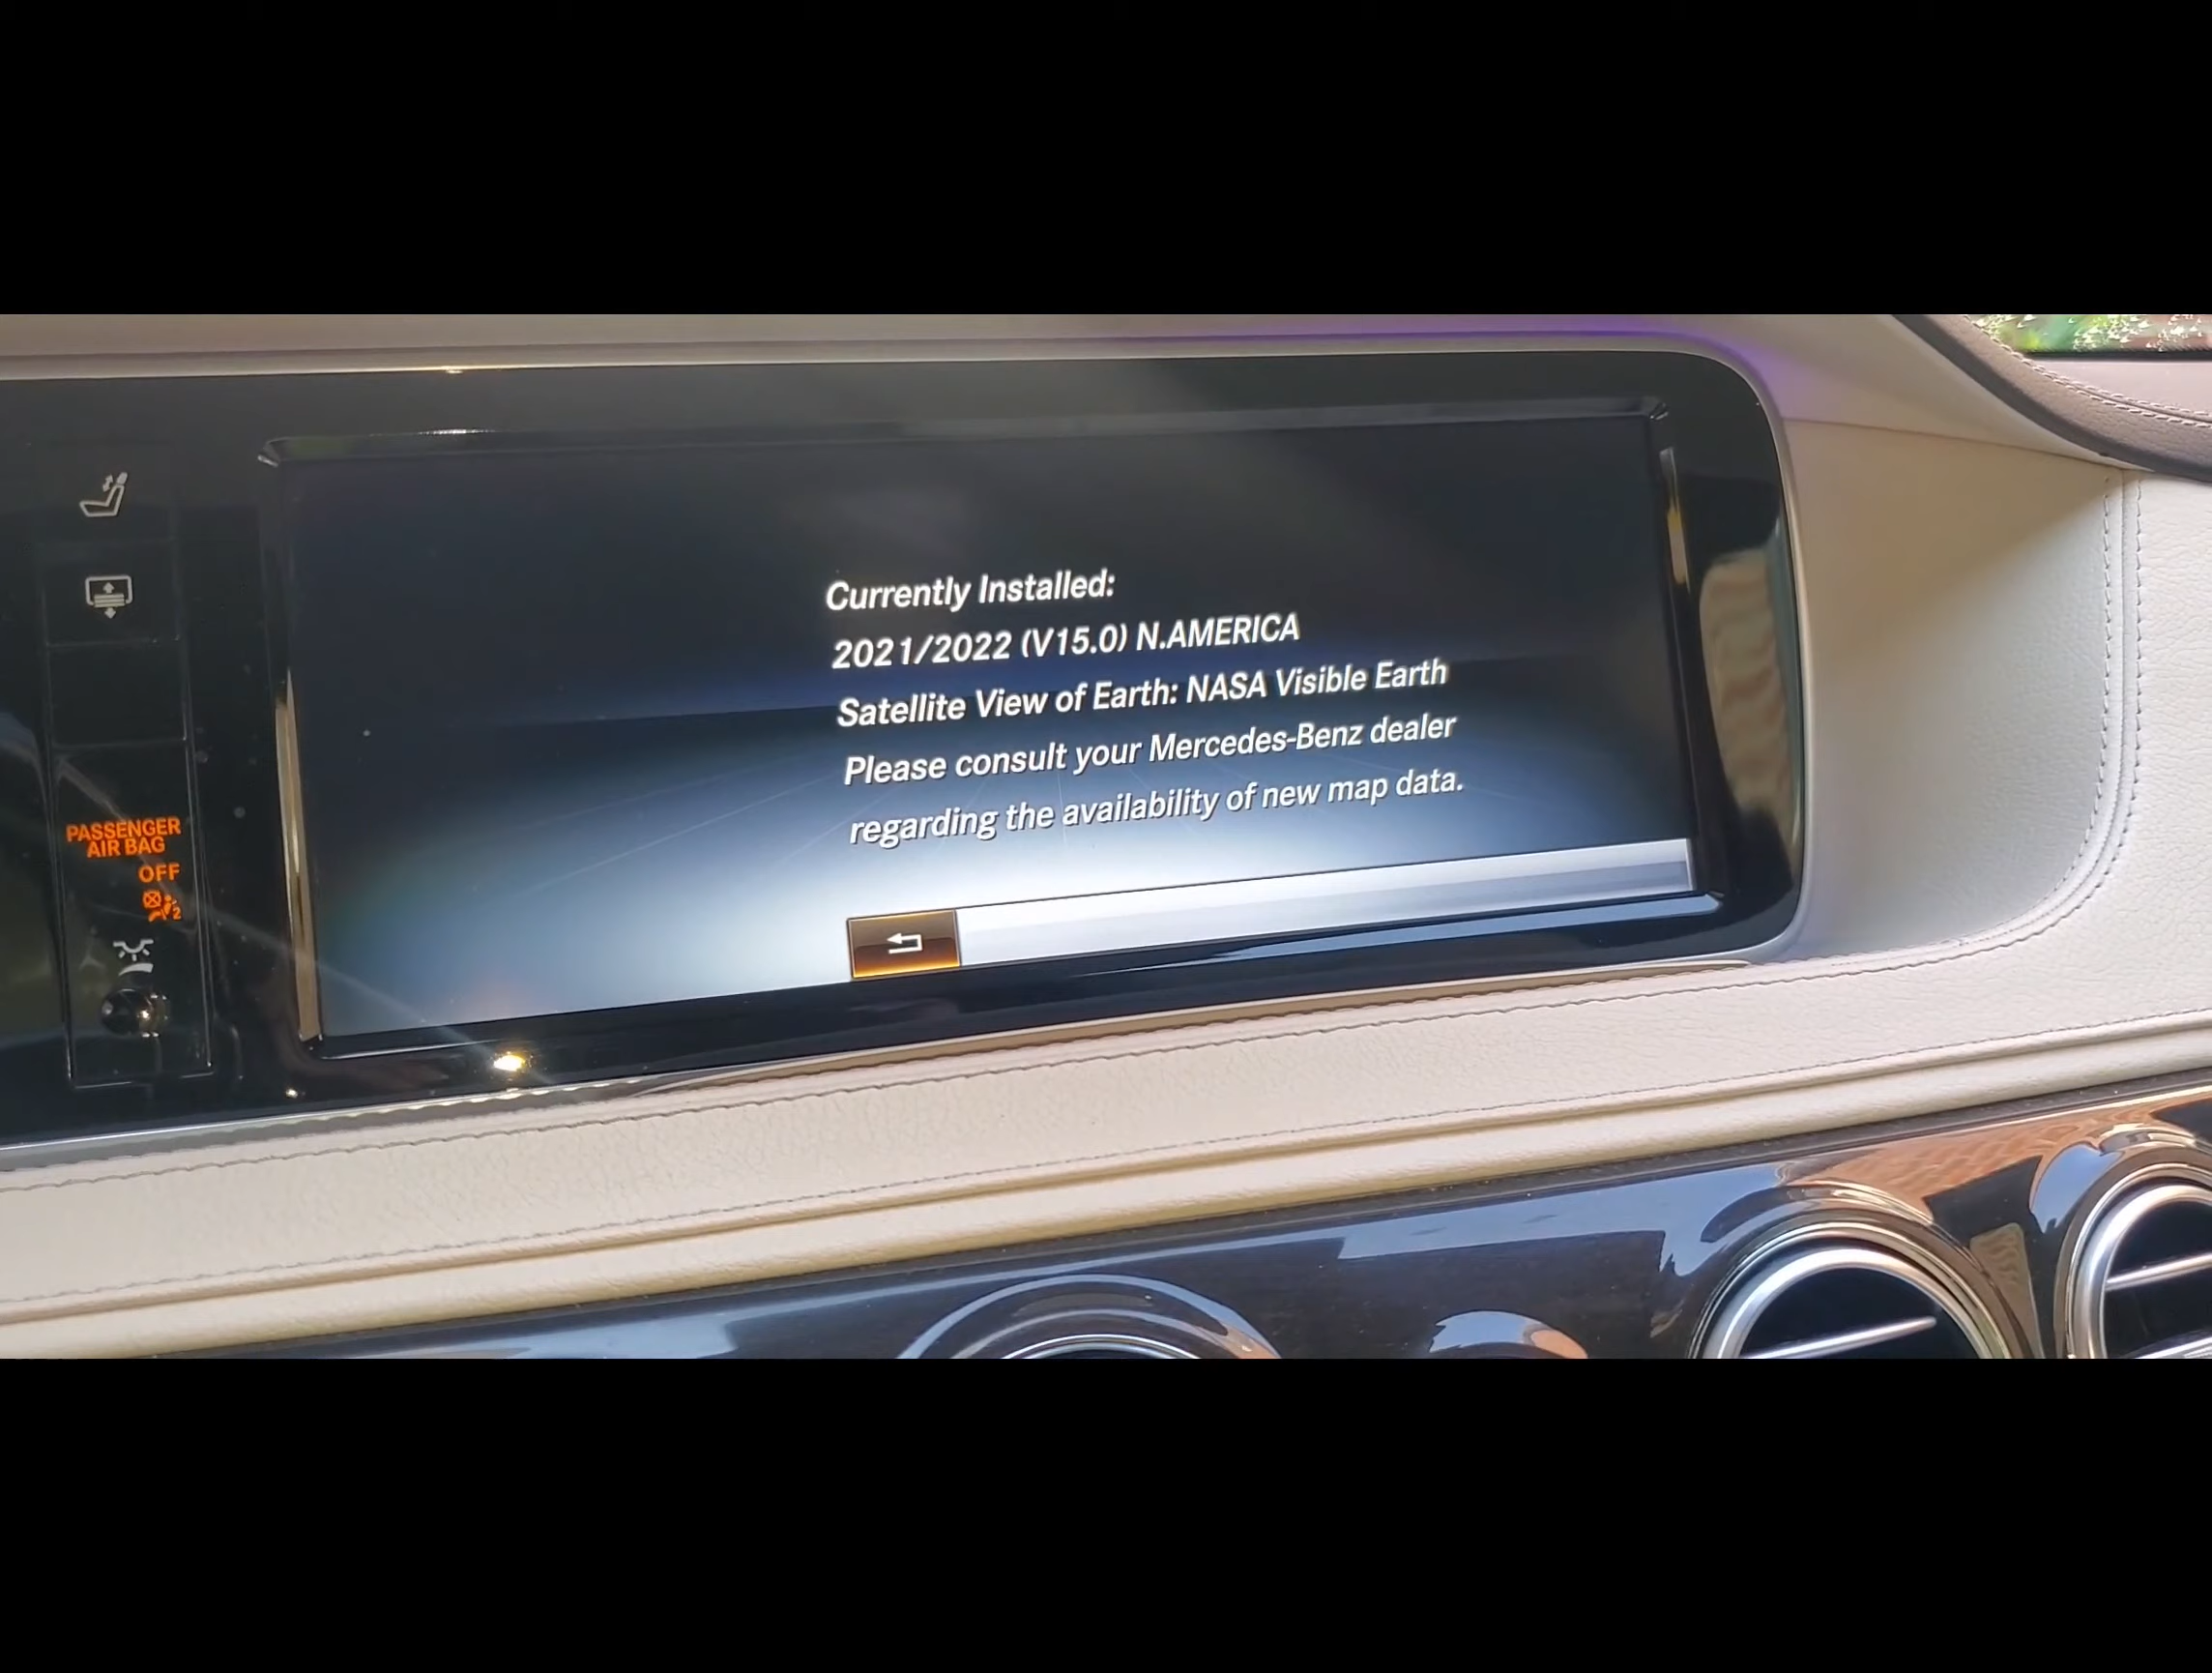 Currently Installed:
2021/2022 (V15.0) N.AMERICA
Satellite View of Earth: NASA Visible Earth
Please consult your Mercedes-Benz dealer
regarding the availability of new map data.
PASSENGER
AIR BAG
OFF
2